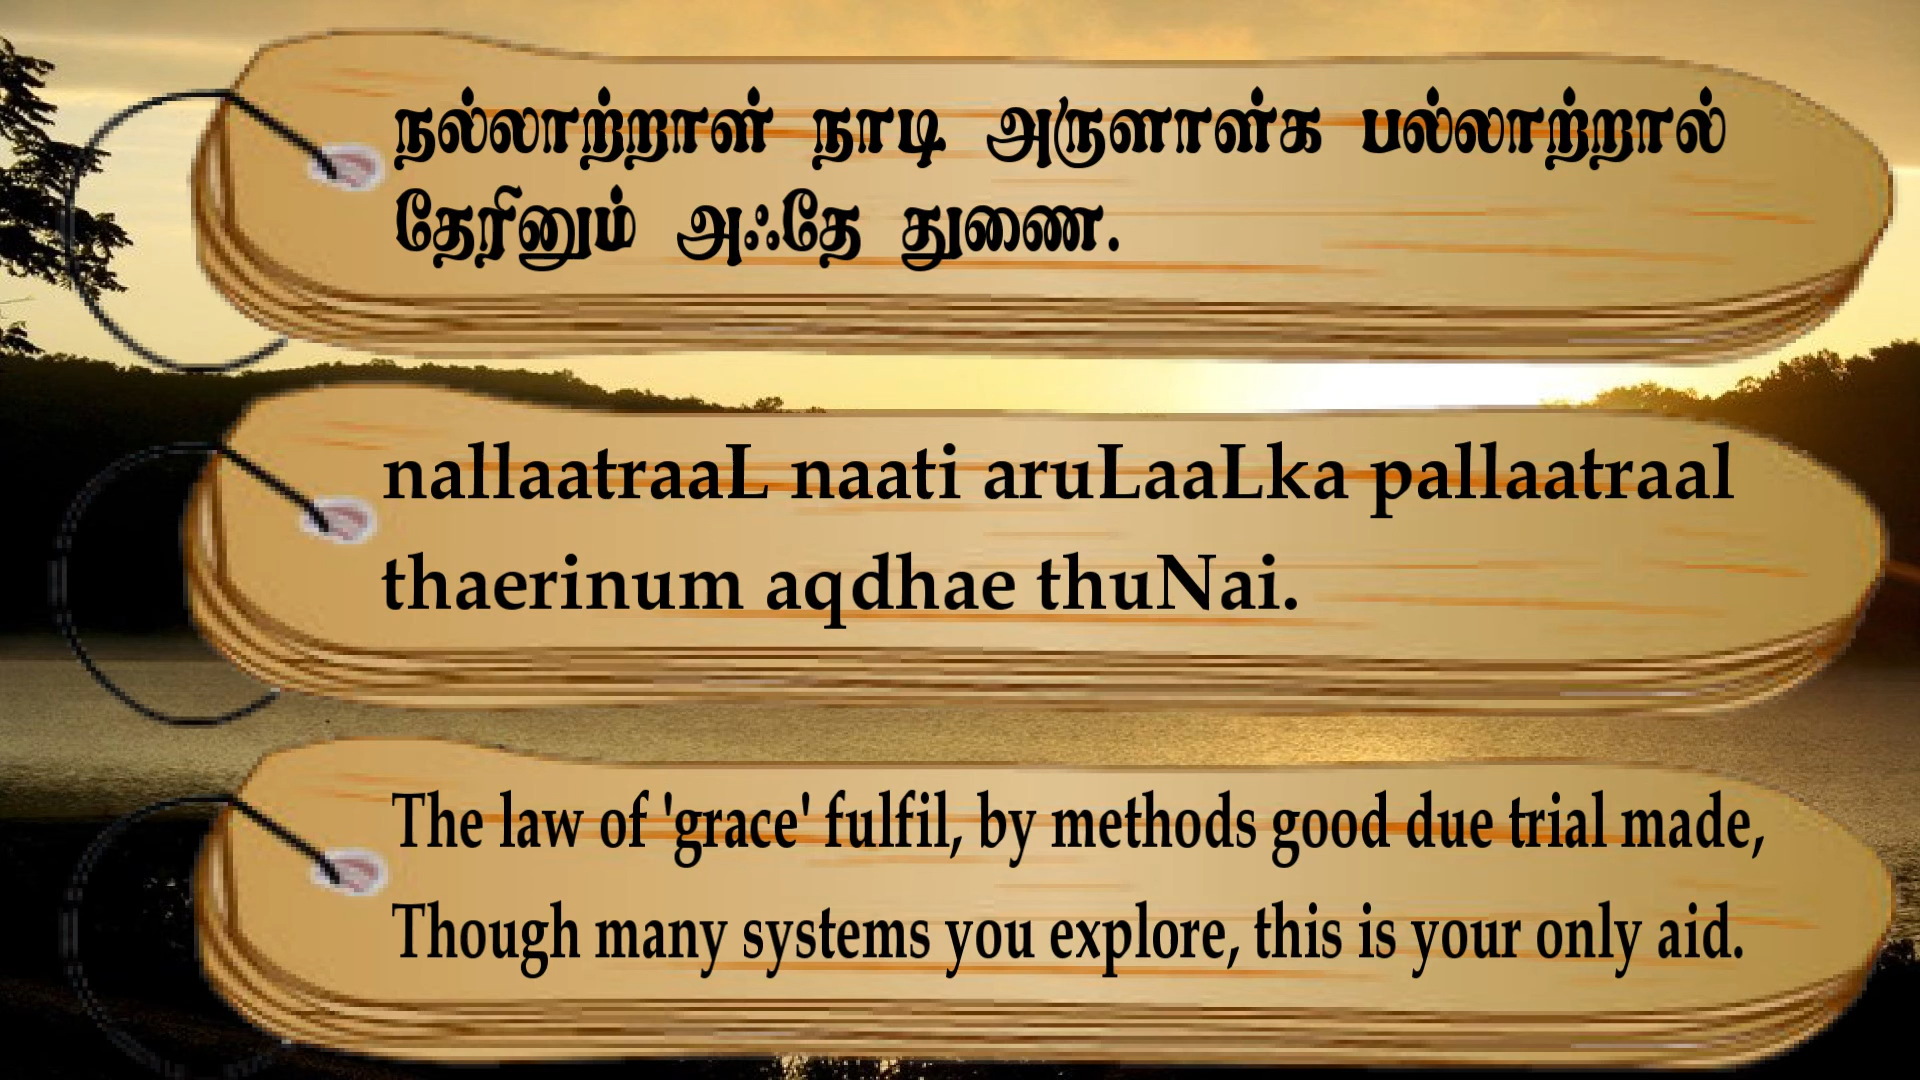 நல்லாற்றாள் நாடி அருளாள்க பல்லாற்றால்
தேரினும் அஃதே துணை.
nallaatraaL naati aruLaaLka pallaatraal
thaerinum aqdhae thuNai.
The law of 'grace' fulfil, by methods good due trial made,
Though many systems you explore, this is your only aid.